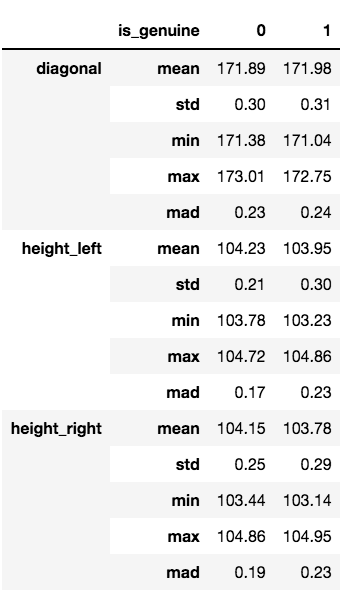 is_genuine 0 1
diagonal mean 171.89 171.98
std 0.30 0.31
min 171.38 171.04
max 173.01 172.75
mad 0.23 0.24
height_left mean 104.23 103.95
std 0.21 0.30
min 103.78 103.23
max 104.72 104.86
mad 0.17 0.23
height_right mean 104.15 103.78
std 0.25 0.29
min 103.44 103.14
max 104.86 104.95
mad 0.19 0.23